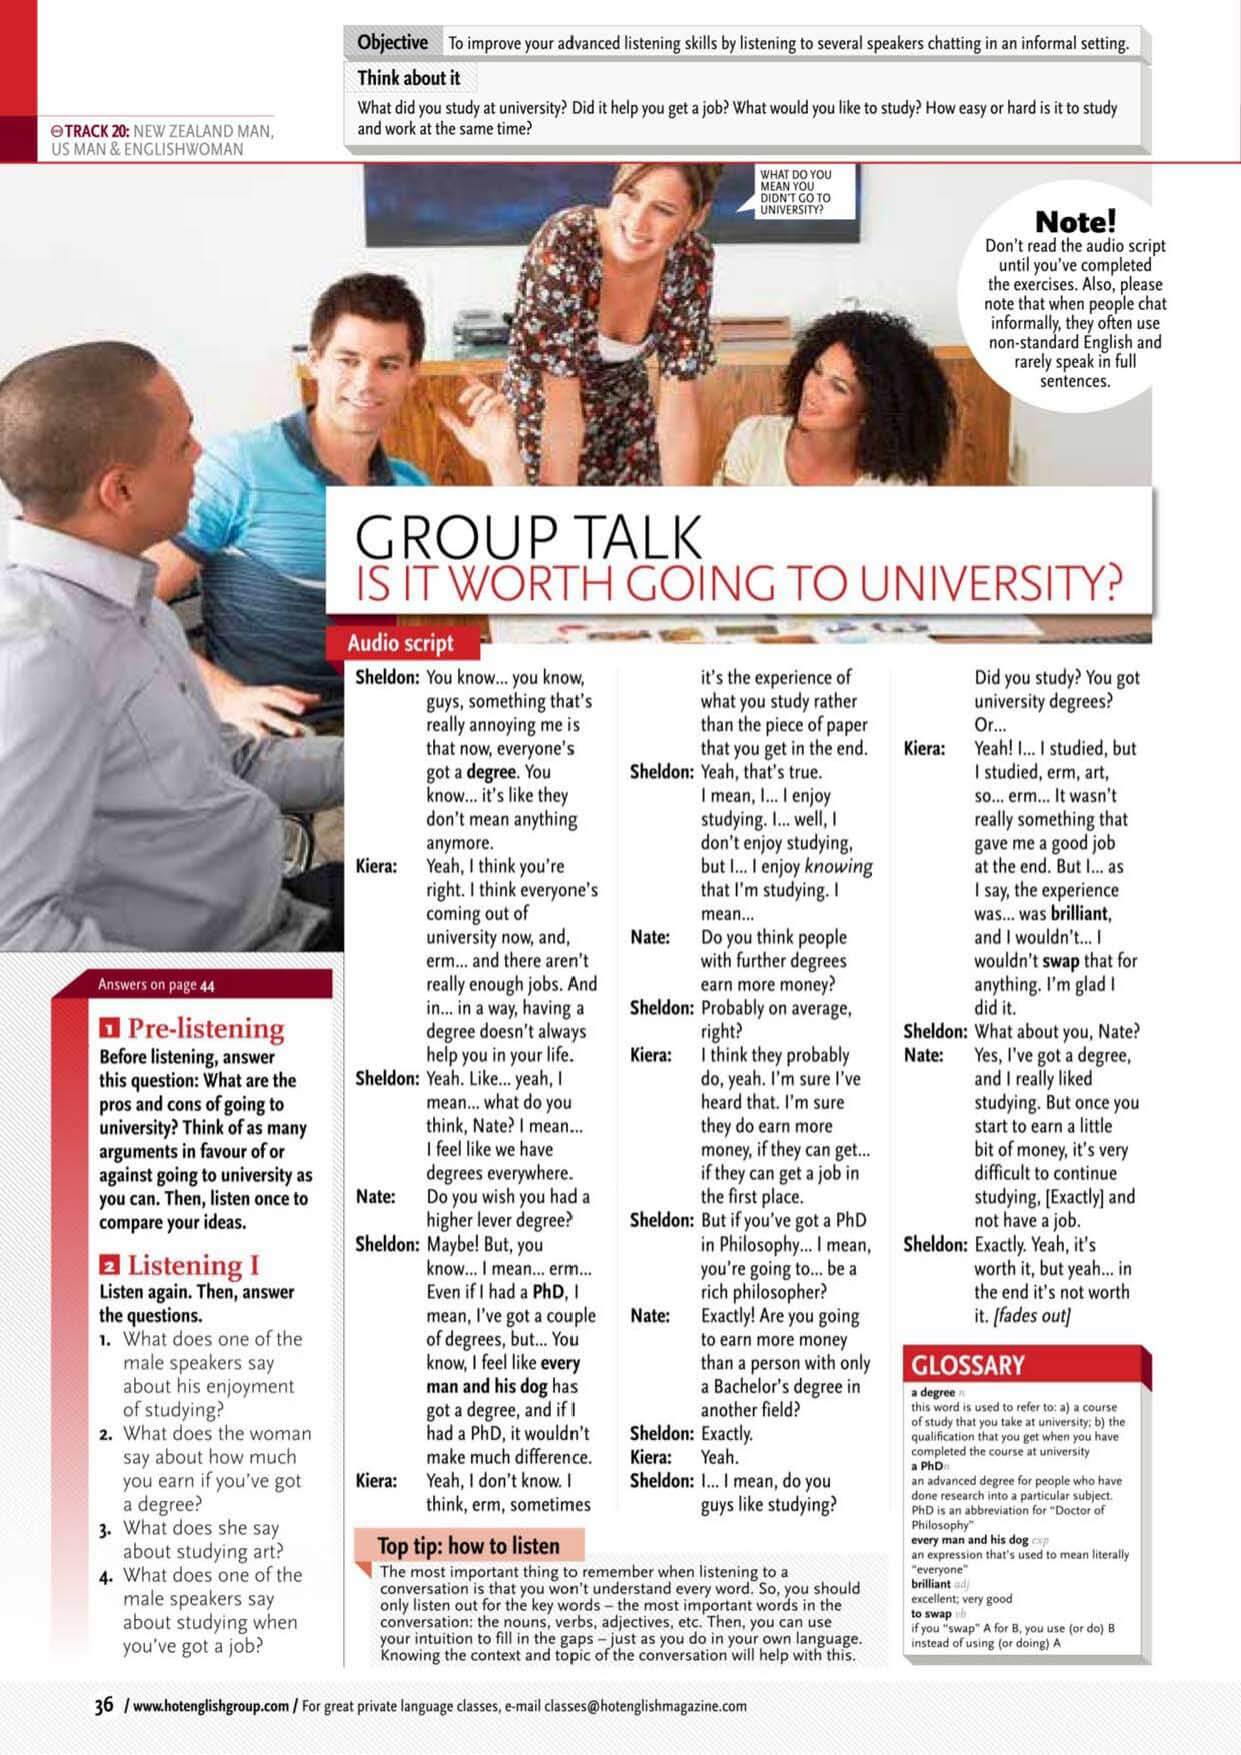 Objective To improve your advanced listening skills by listening to several speakers chatting in an informal setting.
Think about it
What did you study at university? Did it help you get a job? What would you like to study? How easy or hard is it to study
and work at the same time?
TRACK 20: NEW ZEALAND MAN,
US MAN & ENGLISHWOMAN
WHAT DO YOU
MEAN YOU
DIDN'T GO TO
UNIVERSITY?
Note!
Don't read the audio script
until you've completed
the exercises. Also, please
note that when people chat
informally, they often use
non-standard English and
rarely speak in full
sentences.
GROUP TALK
IS IT WORTH GOING TO UNIVERSITY?
Audio script
Sheldon: You know... you know,
guys, something that's
really annoying me is
that now, everyone's
got a degree. You
know... it's like they
don't mean anything
anymore.
Kiera: Yeah, I think you're
right. I think everyone's
coming out of
university now, and,
erm... and there aren't
really enough jobs. And
in... in a way, having a
degree doesn't always
help you in your life.
Sheldon: Yeah. Like... yeah, I
mean... what do you
think, Nate? I mean...
I feel like we have
degrees everywhere.
Nate: Do you wish you had a
higher lever degree?
Sheldon: Maybe! But, you
know... I mean... erm...
Even if I had a PhD, I
mean, I've got a couple
of degrees, but... You
know, I feel like every
man and his dog has
got a degree, and if I
had a PhD, it wouldn't
make much difference.
Kiera: Yeah, I don't know. I
think, erm, sometimes
it's the experience of
what you study rather
than the piece of paper
that you get in the end.
Sheldon: Yeah, that's true.
I mean, I... I enjoy
studying. I... well, I
don't enjoy studying,
but I... I enjoy knowing
that I'm studying. I
mean...
Nate: Do you think people
with further degrees
earn more money?
Sheldon: Probably on average,
right?
Kiera: I think they probably
do, yeah. I'm sure I've
heard that. I'm sure
they do earn more
money, if they can get...
if they can get a job in
the first place.
Sheldon: But if you've got a PhD
in Philosophy... I mean,
you're going to... be a
rich philosopher?
Nate: Exactly! Are you going
to earn more money
than a person with only
a Bachelor's degree in
another field?
Sheldon: Exactly.
Kiera: Yeah.
Sheldon: I... I mean, do you
guys like studying?
Did you study? You got
university degrees?
Or...
Kiera: Yeah! I... I studied, but
I studied, erm, art,
so... erm... It wasn't
really something that
gave me a good job
at the end. But I... as
I say, the experience
was... was brilliant,
and I wouldn't... I
wouldn't swap that for
anything. I'm glad I
did it.
Sheldon: What about you, Nate?
Nate: Yes, I've got a degree,
and I really liked
studying. But once you
start to earn a little
bit of money, it's very
difficult to continue
studying, [Exactly] and
not have a job.
Sheldon: Exactly. Yeah, it's
worth it, but yeah... in
the end it's not worth
it. [fades out]
Answers on page 44
1 Pre-listening
Before listening, answer
this question: What are the
pros and cons of going to
university? Think of as many
arguments in favour of or
against going to university as
you can. Then, listen once to
compare your ideas.
2 Listening I
Listen again. Then, answer
the questions.
1. What does one of the
male speakers say
about his enjoyment
of studying?
2. What does the woman
say about how much
you earn if you've got
a degree?
3. What does she say
about studying art?
4. What does one of the
male speakers say
about studying when
you've got a job?
Top tip: how to listen
The most important thing to remember when listening to a
conversation is that you won't understand every word. So, you should
only listen out for the key words – the most important words in the
conversation: the nouns, verbs, adjectives, etc. Then, you can use
your intuition to fill in the gaps – just as you do in your own language.
Knowing the context and topic of the conversation will help with this.
GLOSSARY
a degree n
this word is used to refer to: a) a course
of study that you take at university; b) the
qualification that you get when you have
completed the course at university
a PhD n
an advanced degree for people who have
done research into a particular subject.
PhD is an abbreviation for "Doctor of
Philosophy"
every man and his dog exp
an expression that's used to mean literally
"everyone"
brilliant adj
excellent; very good
to swap vb
if you "swap" A for B, you use (or do) B
instead of using (or doing) A
36 / www.hotenglishgroup.com / For great private language classes, e-mail classes@hotenglishmagazine.com